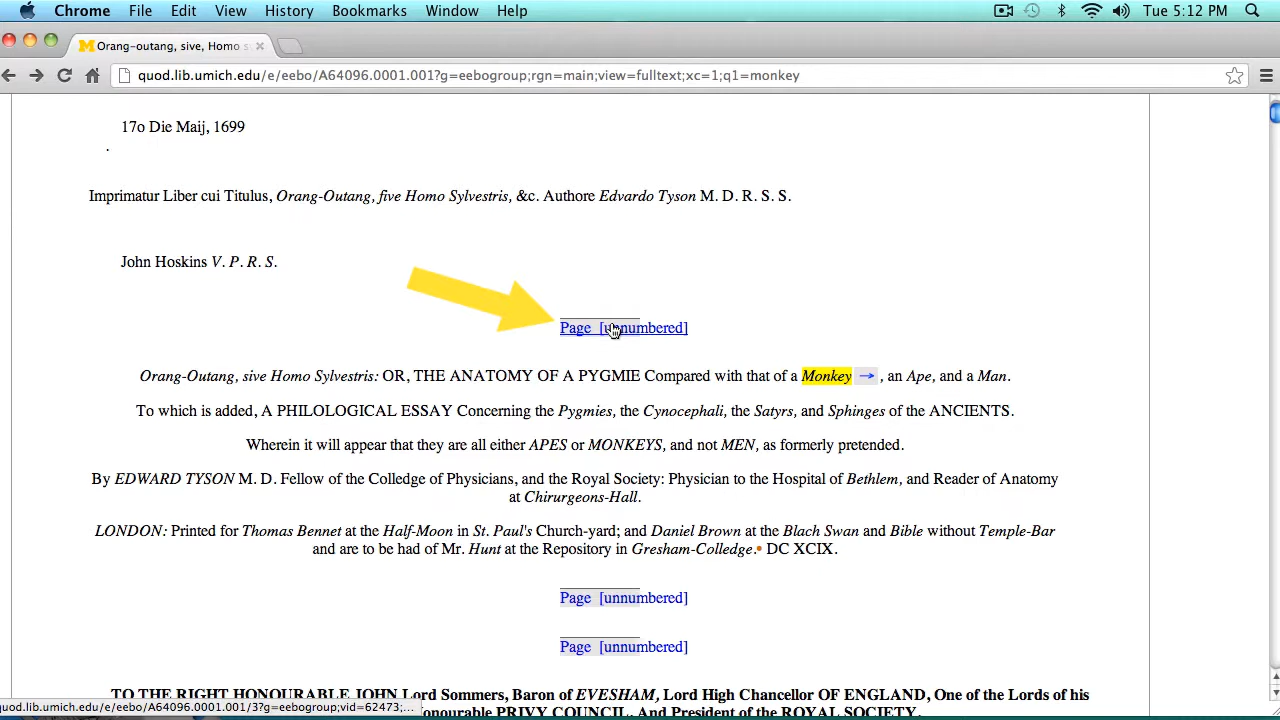 Chrome File Edit View History Bookmarks Window Help Tue 5:12 PM
Orang-outang, sive, Homo s
quod.lib.umich.edu/e/eebo/A64096.0001.001?g=eebogroup;rgn=main;view=fulltext;xc=1;q1=monkey
17o Die Maij, 1699
.
Imprimatur Liber cui Titulus, Orang-Outang, five Homo Sylvestris, &c. Authore Edvardo Tyson M. D. R. S. S.
John Hoskins V. P. R. S.
Page [unnumbered]
Orang-Outang, sive Homo Sylvestris: OR, THE ANATOMY OF A PYGMIE Compared with that of a Monkey → , an Ape, and a Man.
To which is added, A PHILOLOGICAL ESSAY Concerning the Pygmies, the Cynocephali, the Satyrs, and Sphinges of the ANCIENTS.
Wherein it will appear that they are all either APES or MONKEYS, and not MEN, as formerly pretended.
By EDWARD TYSON M. D. Fellow of the Colledge of Physicians, and the Royal Society: Physician to the Hospital of Bethlem, and Reader of Anatomy
at Chirurgeons-Hall.
LONDON: Printed for Thomas Bennet at the Half-Moon in St. Paul's Church-yard; and Daniel Brown at the Blach Swan and Bible without Temple-Bar
and are to be had of Mr. Hunt at the Repository in Gresham-Colledge.• DC XCIX.
Page [unnumbered]
Page [unnumbered]
TO THE RIGHT HONOURABLE JOHN Lord Sommers, Baron of EVESHAM, Lord High Chancellor OF ENGLAND, One of the Lords of his
quod.lib.umich.edu/e/eebo/A64096.0001.001/3?g=eebogroup;vid=62473;...
onourable PRIVY COUNCIL, And President of the ROYAL SOCIETY.